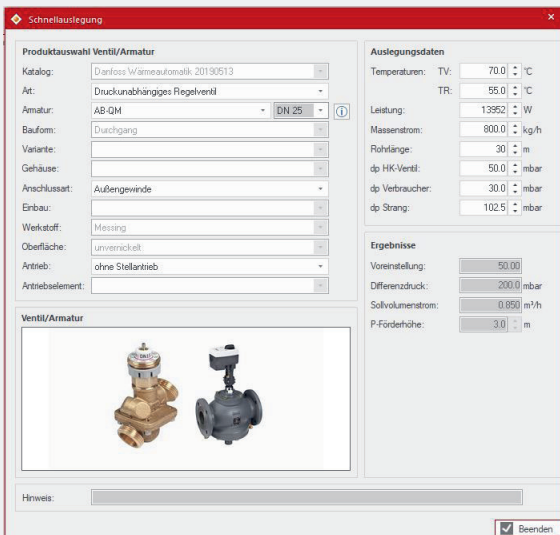 Schnellauslegung
Produktauswahl Ventil/Armatur
Katalog: Danfoss Wärmeautomatik 20190513
Art: Druckunabhängiges Regelventil
Armatur: AB-QM DN 25
Bauform: Durchgang
Variante:
Gehäuse:
Anschlussart: Außengewinde
Einbau:
Werkstoff: Messing
Oberfläche: unvernickelt
Antrieb: ohne Stellantrieb
Antriebselement:
Ventil/Armatur
Auslegungsdaten
Temperaturen: TV: 70.0 °C
TR: 55.0 °C
Leistung: 13952 W
Massenstrom: 800.0 kg/h
Rohrlänge: 30 m
dp HK-Ventil: 50.0 mbar
dp Verbraucher: 30.0 mbar
dp Strang: 102.5 mbar
Ergebnisse
Voreinstellung: 50.00
Differenzdruck: 200.0 mbar
Sollvolumenstrom: 0.850 m³/h
P-Förderhöhe: 3.0 m
Hinweis:
Beenden